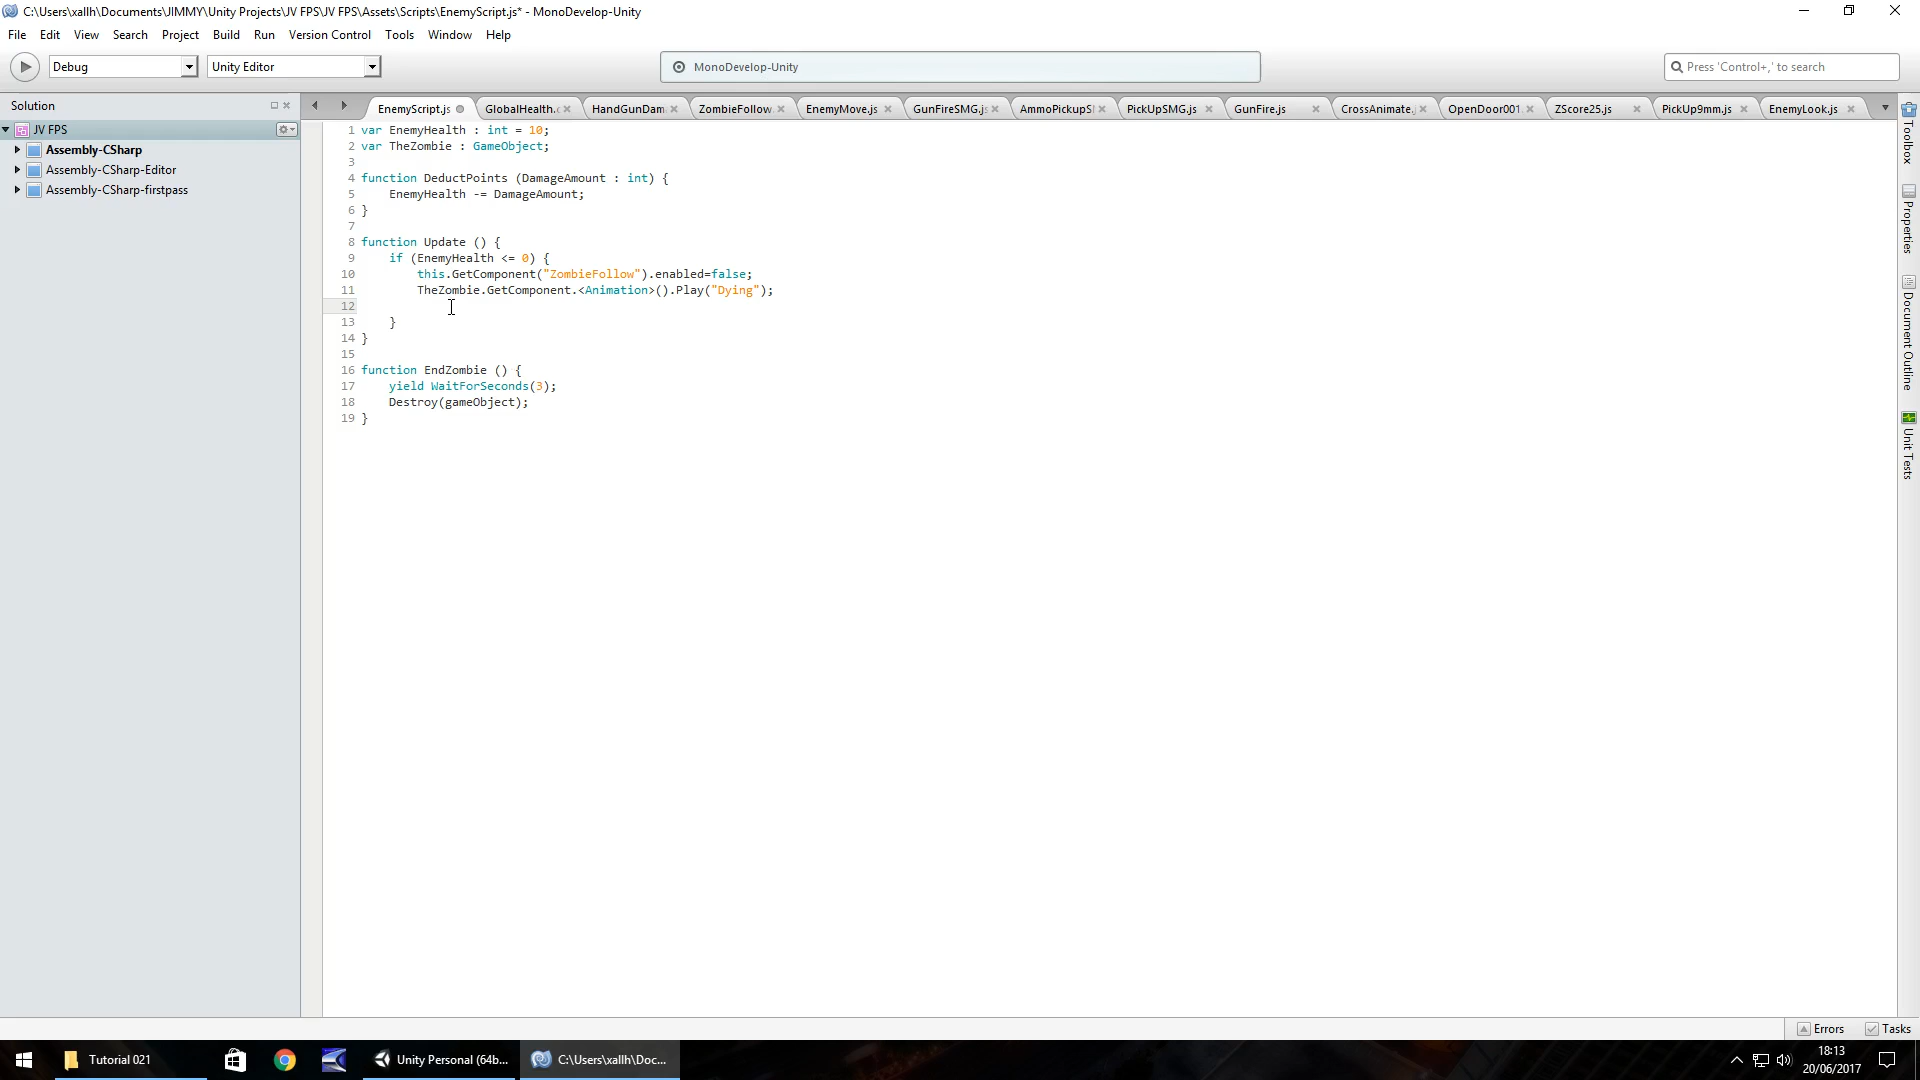 C:\Users\xallh\Documents\JIMMY\Unity Projects\JV FPS\JV FPS\Assets\Scripts\EnemyScript.js* - MonoDevelop-Unity
File Edit View Search Project Build Run Version Control Tools Window Help
Debug Unity Editor MonoDevelop-Unity Press 'Control+,' to search
Solution
EnemyScript.js GlobalHealth.c HandGunDam ZombieFollow. EnemyMove.js GunFireSMG.js AmmoPickupS PickUpSMG.js GunFire.js CrossAnimate.j OpenDoor001. ZScore25.js PickUp9mm.js EnemyLook.js
JV FPS
Assembly-CSharp
Assembly-CSharp-Editor
Assembly-CSharp-firstpass
1 var EnemyHealth : int = 10;
2 var TheZombie : GameObject;
3
4 function DeductPoints (DamageAmount : int) {
5 EnemyHealth -= DamageAmount;
6 }
7
8 function Update () {
9 if (EnemyHealth <= 0) {
10 this.GetComponent("ZombieFollow").enabled=false;
11 TheZombie.GetComponent.<Animation>().Play("Dying");
12
13 }
14 }
15
16 function EndZombie () {
17 yield WaitForSeconds(3);
18 Destroy(gameObject);
19 }
Toolbox
Properties
Document Outline
Unit Tests
Errors Tasks
Tutorial 021 Unity Personal (64b... C:\Users\xallh\Doc...
18:13
20/06/2017